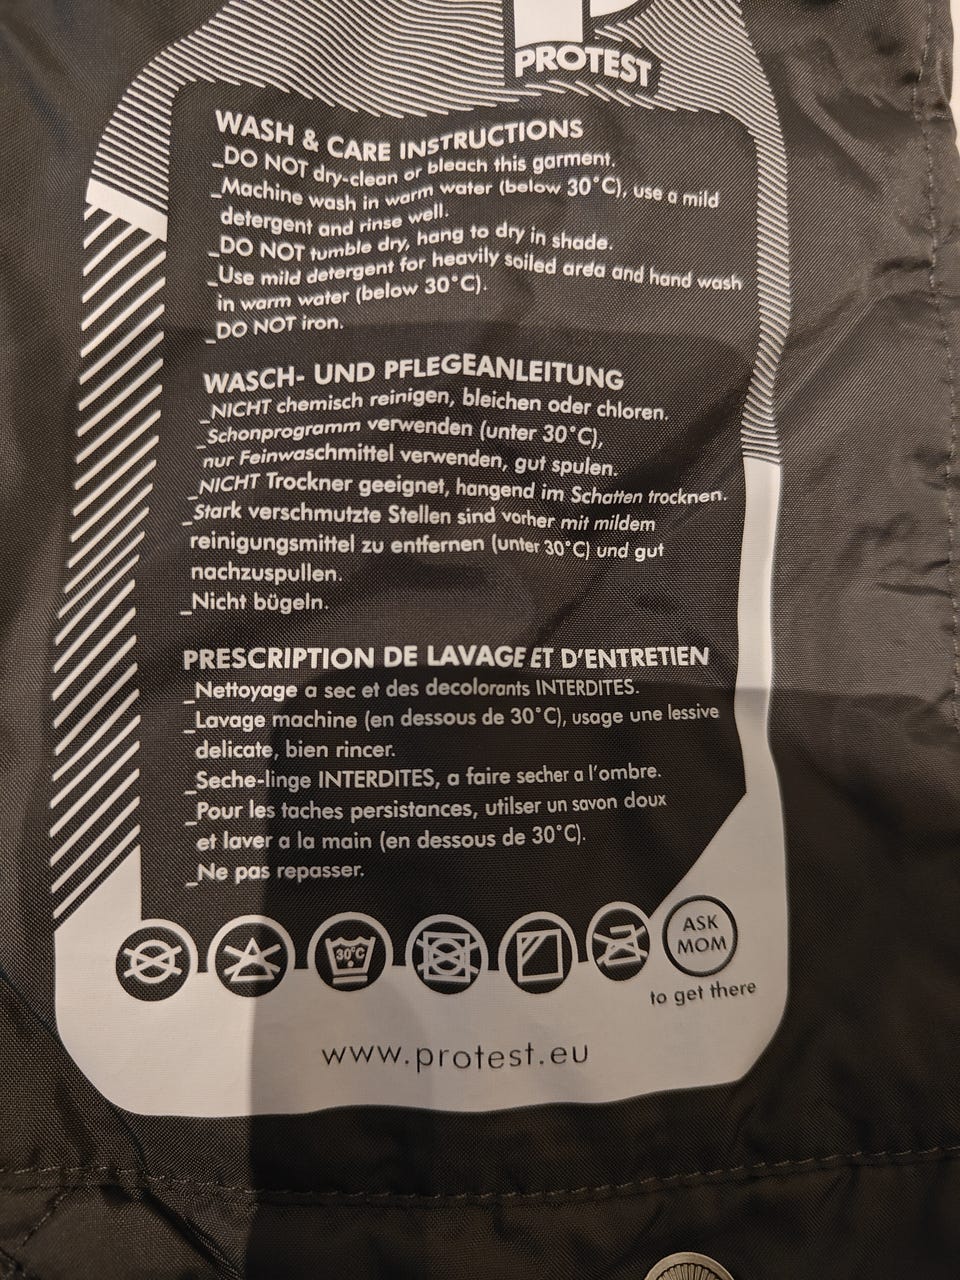 PROTEST
WASH & CARE INSTRUCTIONS
_DO NOT dry-clean or bleach this garment.
_Machine wash in warm water (below 30°C), use a mild
detergent and rinse well.
_DO NOT tumble dry, hang to dry in shade.
_Use mild detergent for heavily soiled area and hand wash
in warm water (below 30°C).
_DO NOT iron.
WASCH- UND PFLEGEANLEITUNG
_NICHT chemisch reinigen, bleichen oder chloren.
_Schonprogramm verwenden (unter 30°C),
nur Feinwaschmittel verwenden, gut spulen.
_NICHT Trockner geeignet, hangend im Schatten trocknen.
_Stark verschmutzte Stellen sind vorher mit mildem
reinigungsmittel zu entfernen (unter 30°C) und gut
nachzuspullen.
_Nicht bügeln.
PRESCRIPTION DE LAVAGE ET D'ENTRETIEN
_Nettoyage a sec et des decolorants INTERDITES.
_Lavage machine (en dessous de 30°C), usage une lessive
delicate, bien rincer.
_Seche-linge INTERDITES, a faire secher a l'ombre.
_Pour les taches persistances, utilser un savon doux
et laver a la main (en dessous de 30°C).
_Ne pas repasser.
30°C
ASK
MOM
to get there
www.protest.eu